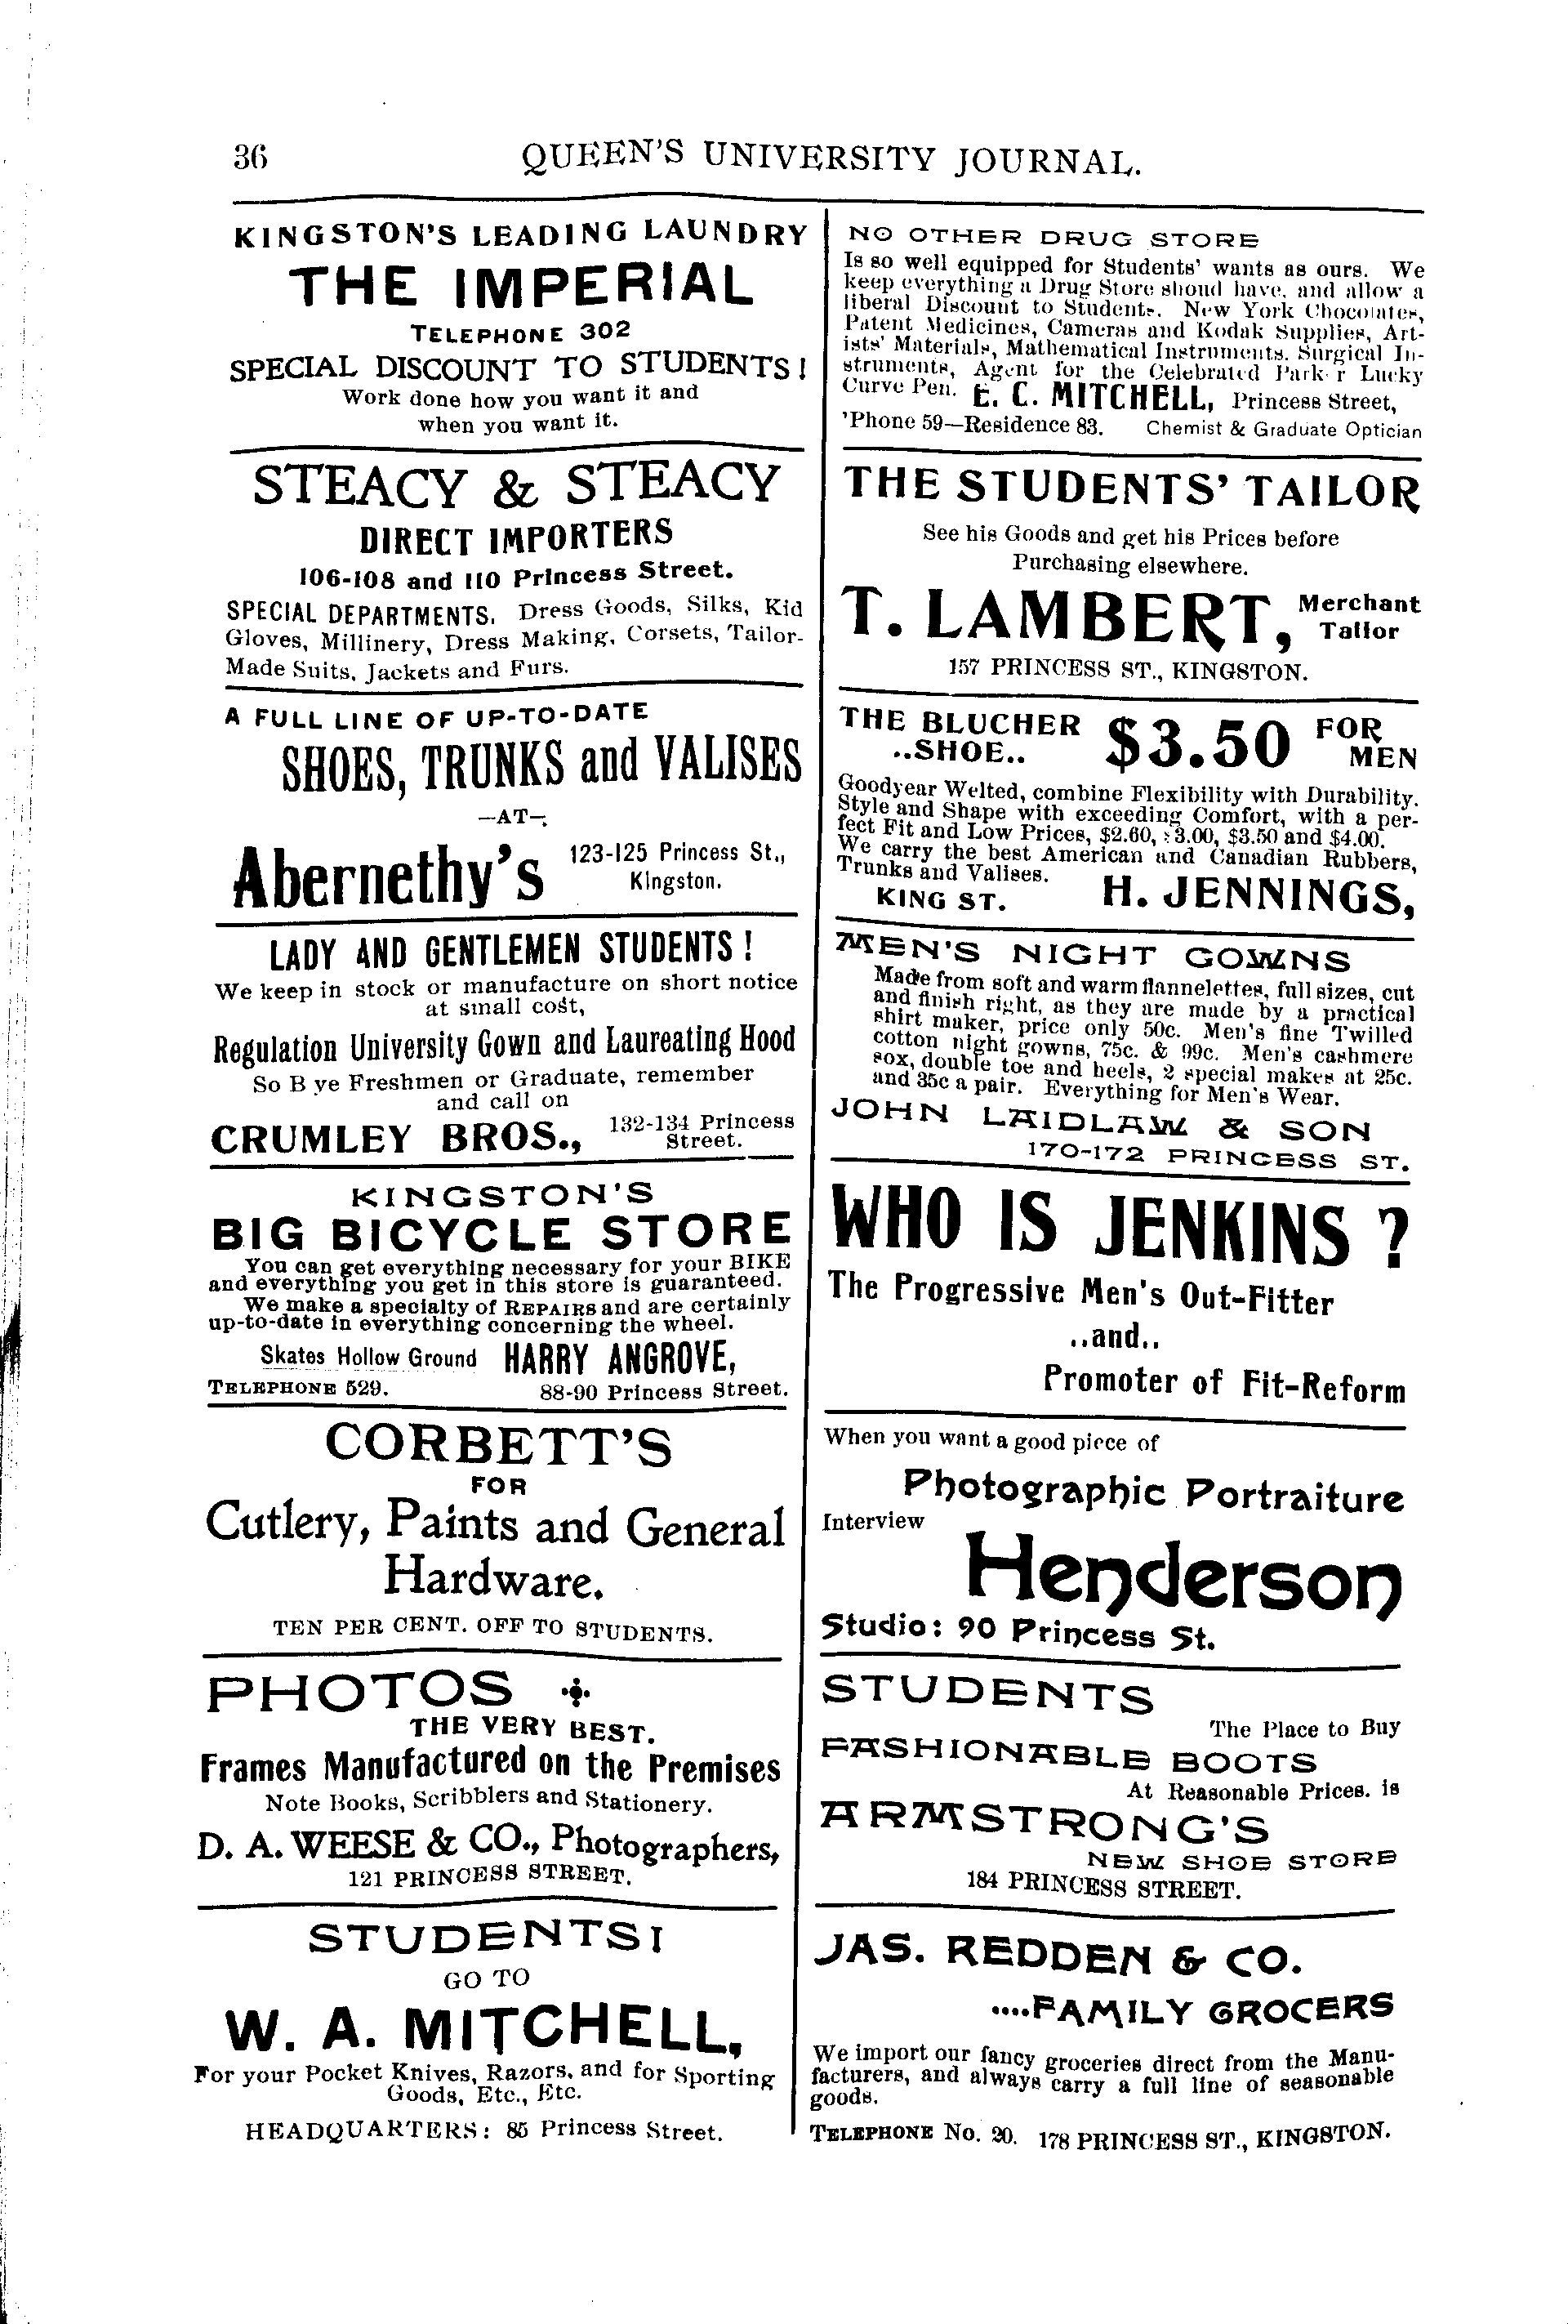 36
QUEEN'S UNIVERSITY JOURNAL.
KINGSTON'S LEADING LAUNDRY
THE IMPERIAL
TELEPHONE 302
SPECIAL DISCOUNT TO STUDENTS!
Work done how you want it and
when you want it.
STEACY & STEACY
DIRECT IMPORTERS
106-108 and 110 Princess Street.
SPECIAL DEPARTMENTS. Dress Goods, Silks, Kid
Gloves, Millinery, Dress Making, Corsets, Tailor-
Made Suits, Jackets and Furs.
A FULL LINE OF UP-TO-DATE
SHOES, TRUNKS and VALISES
—AT—
Abernethy's 123-125 Princess St.,
Kingston.
LADY AND GENTLEMEN STUDENTS!
We keep in stock or manufacture on short notice
at small cost,
Regulation University Gown and Laureating Hood
So B ye Freshmen or Graduate, remember
and call on
CRUMLEY BROS., 132-134 Princess
Street.
KINGSTON'S
BIG BICYCLE STORE
You can get everything necessary for your BIKE
and everything you get in this store is guaranteed.
We make a specialty of REPAIRS and are certainly
up-to-date in everything concerning the wheel.
Skates Hollow Ground HARRY ANGROVE,
TELEPHONE 529. 88-90 Princess Street.
CORBETT'S
FOR
Cutlery, Paints and General
Hardware.
TEN PER CENT. OFF TO STUDENTS.
PHOTOS
THE VERY BEST.
Frames Manufactured on the Premises
Note Books, Scribblers and Stationery.
D. A. WEESE & CO., Photographers,
121 PRINCESS STREET.
STUDENTS!
GO TO
W. A. MITCHELL,
For your Pocket Knives, Razors, and for Sporting
Goods, Etc., Etc.
HEADQUARTERS: 85 Princess Street.
NO OTHER DRUG STORE
Is so well equipped for Students' wants as ours. We
keep everything a Drug Store shoud have, and allow a
liberal Discount to Students. New York Chocolates,
Patent Medicines, Cameras and Kodak Supplies, Art-
ists' Materials, Mathematical Instruments. Surgical In-
struments, Agent for the Celebrated Park r Lucky
Curve Pen. E. C. MITCHELL, Princess Street,
'Phone 59—Residence 83. Chemist & Graduate Optician
THE STUDENTS' TAILOR
See his Goods and get his Prices before
Purchasing elsewhere.
T. LAMBERT, Merchant
Tailor
157 PRINCESS ST., KINGSTON.
THE BLUCHER
..SHOE.. $3.50 FOR
MEN
Goodyear Welted, combine Flexibility with Durability.
Style and Shape with exceeding Comfort, with a per-
fect Fit and Low Prices, $2.60, $3.00, $3.50 and $4.00.
We carry the best American and Canadian Rubbers,
Trunks and Valises.
KING ST. H. JENNINGS,
MEN'S NIGHT GOWNS
Made from soft and warm flannelettes, full sizes, cut
and finish right, as they are made by a practical
shirt maker, price only 50c. Men's fine Twilled
cotton night gowns, 75c. & 99c. Men's cashmere
sox, double toe and heels, 2 special makes at 25c.
and 35c a pair. Everything for Men's Wear.
JOHN LAIDLAW & SON
170-172 PRINCESS ST.
WHO IS JENKINS?
The Progressive Men's Out-Fitter
..and..
Promoter of Fit-Reform
When you want a good piece of
Photographic Portraiture
Interview
Henderson
Studio: 90 Princess St.
STUDENTS
The Place to Buy
FASHIONABLE BOOTS
At Reasonable Prices. is
ARMSTRONG'S
NEW SHOE STORE
184 PRINCESS STREET.
JAS. REDDEN & CO.
....FAMILY GROCERS
We import our fancy groceries direct from the Manu-
facturers, and always carry a full line of seasonable
goods.
TELEPHONE NO. 20. 178 PRINCESS ST., KINGSTON.